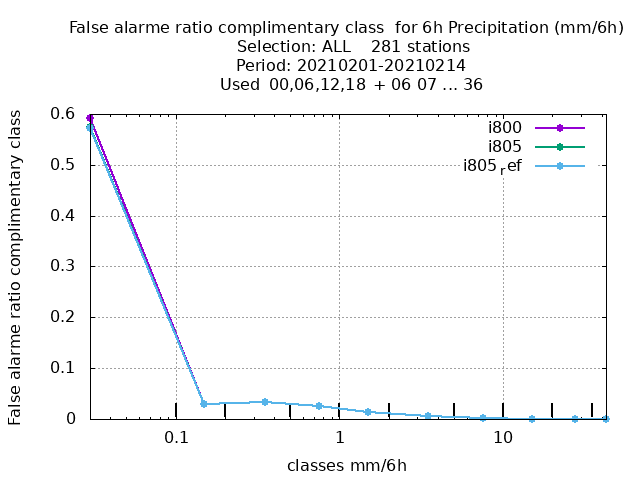 False alarme ratio complimentary class  for 6h Precipitation (mm/6h)
Selection: ALL    281 stations
Period: 20210201-20210214
Used  00,06,12,18  + 06 07 ... 36
False alarme ratio complimentary class
0.6
0.5
0.4
0.3
0.2
0.1
0
i800
i805
i805ref
0.1
1
10
classes mm/6h